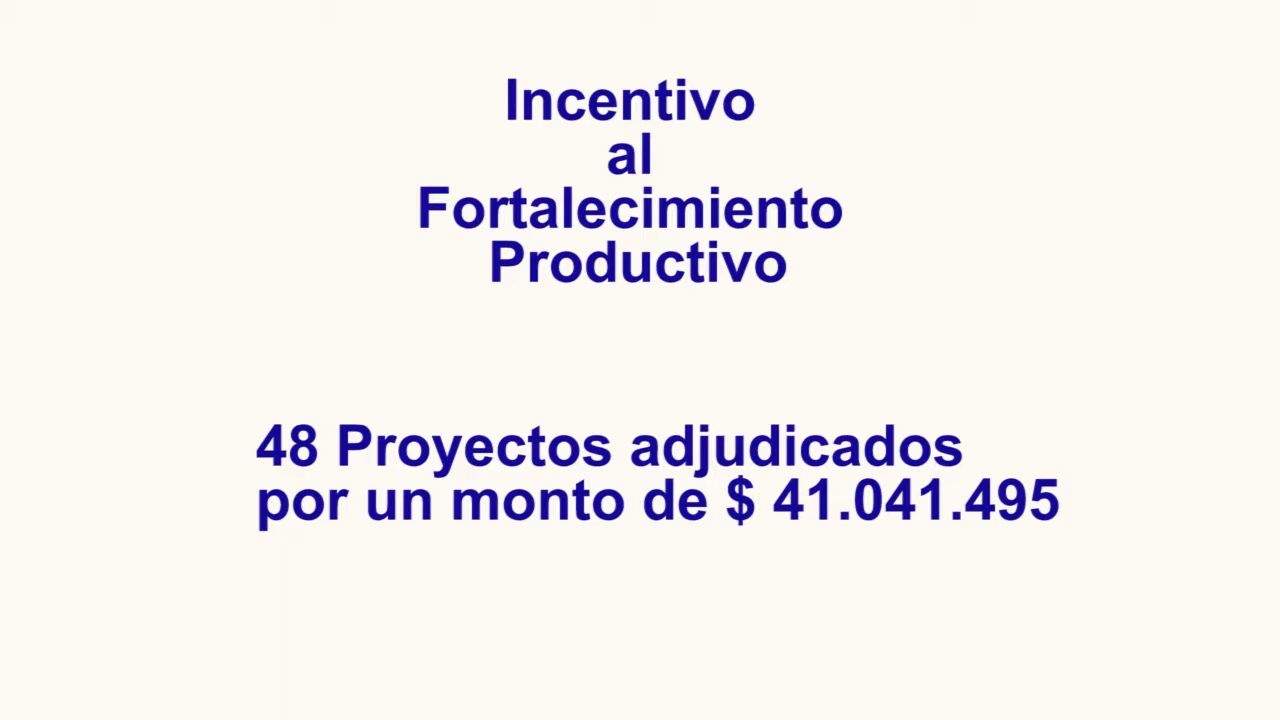 Incentivo
al
Fortalecimiento
Productivo
48 Proyectos adjudicados
por un monto de $ 41.041.495